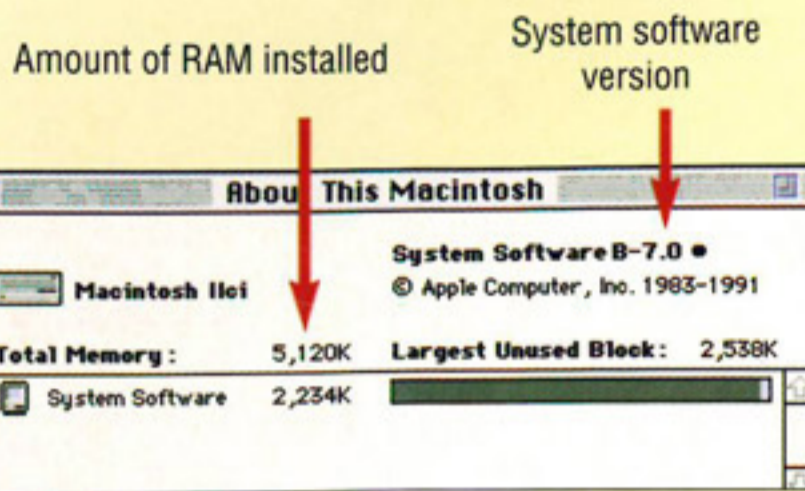 Amount of RAM installed
System software
version
About This Macintosh
System Software B-7.0 •
Macintosh IIci
© Apple Computer, Inc. 1983-1991
Total Memory : 5,120K Largest Unused Block : 2,538K
System Software 2,234K